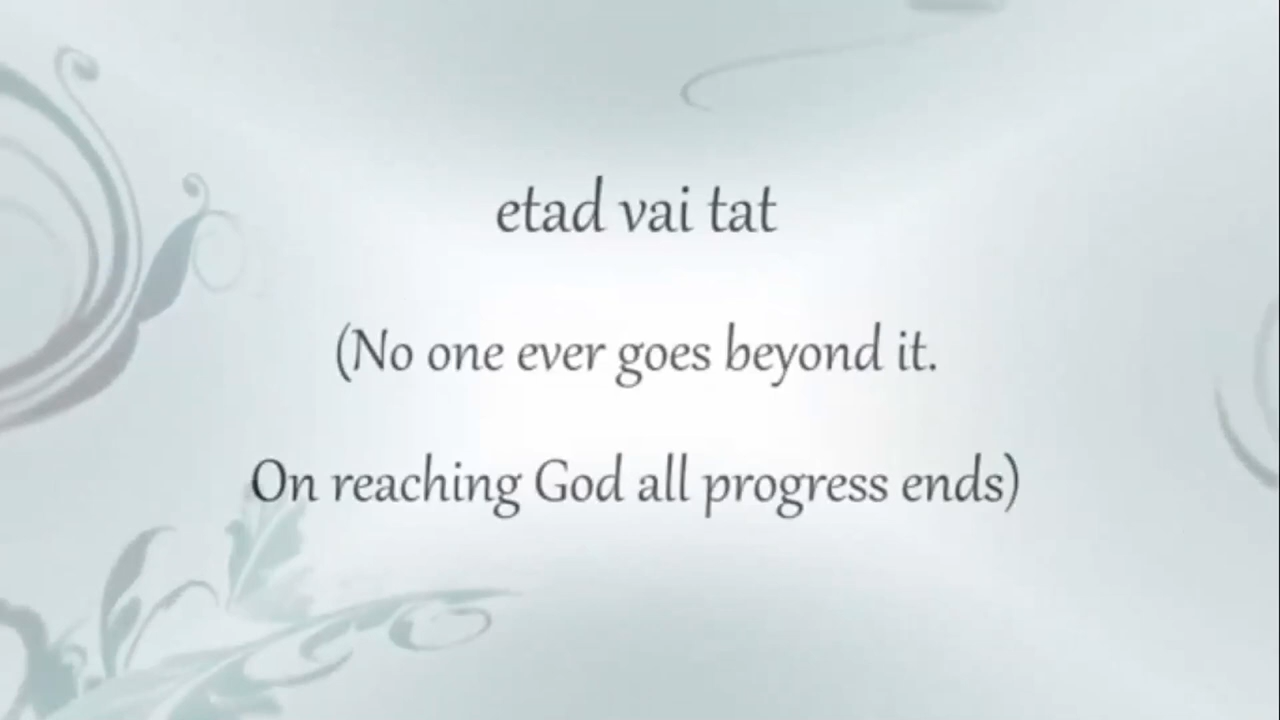 etad vai tat
(No one ever goes beyond it.
On reaching God all progress ends)